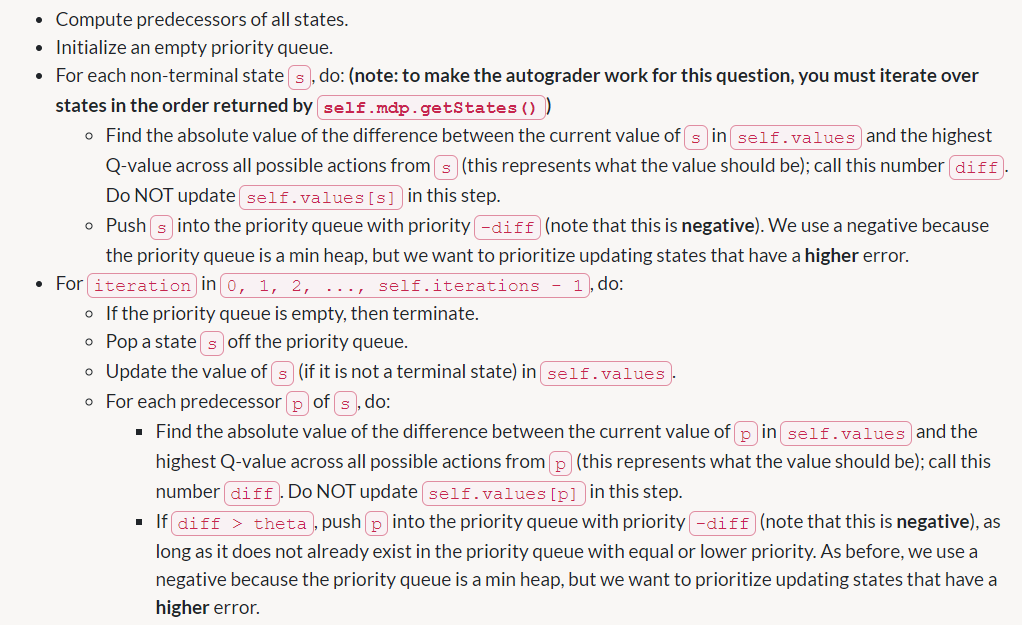 • Compute predecessors of all states.
• Initialize an empty priority queue.
• For each non-terminal state s, do: (note: to make the autograder work for this question, you must iterate over
states in the order returned by self.mdp.getStates())
◦ Find the absolute value of the difference between the current value of s in self.values and the highest
Q-value across all possible actions from s (this represents what the value should be); call this number diff.
Do NOT update self.values[s] in this step.
◦ Push s into the priority queue with priority -diff (note that this is negative). We use a negative because
the priority queue is a min heap, but we want to prioritize updating states that have a higher error.
• For iteration in 0, 1, 2, ..., self.iterations - 1, do:
◦ If the priority queue is empty, then terminate.
◦ Pop a state s off the priority queue.
◦ Update the value of s (if it is not a terminal state) in self.values.
◦ For each predecessor p of s, do:
▪ Find the absolute value of the difference between the current value of p in self.values and the
highest Q-value across all possible actions from p (this represents what the value should be); call this
number diff. Do NOT update self.values[p] in this step.
▪ If diff > theta, push p into the priority queue with priority -diff (note that this is negative), as
long as it does not already exist in the priority queue with equal or lower priority. As before, we use a
negative because the priority queue is a min heap, but we want to prioritize updating states that have a
higher error.